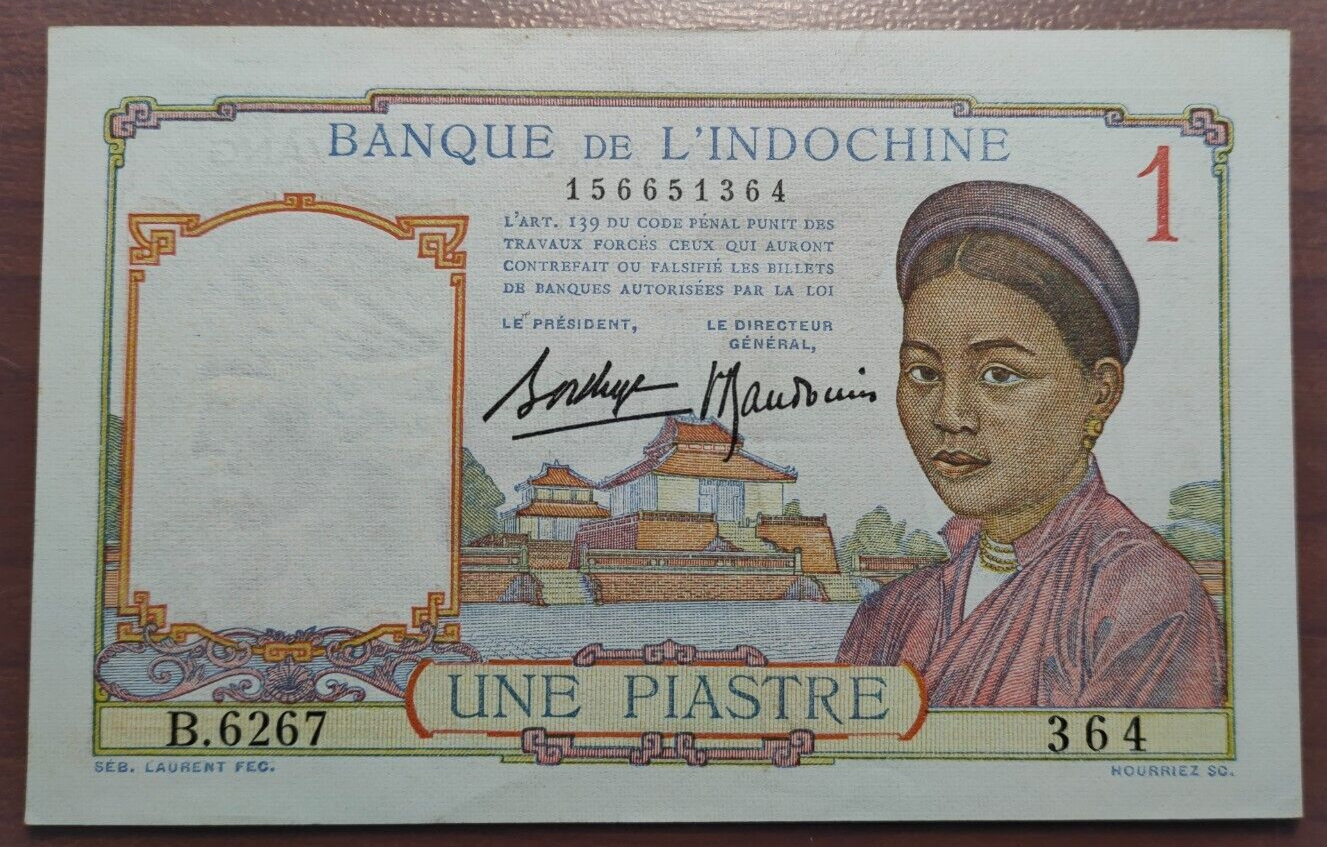 BANQUE DE L'INDOCHINE
1
156651364
L'ART. 139 DU CODE PÉNAL PUNIT DES
TRAVAUX FORCÉS CEUX QUI AURONT
CONTREFAIT OU FALSIFIÉ LES BILLETS
DE BANQUES AUTORISÉES PAR LA LOI
LE PRÉSIDENT,
LE DIRECTEUR
GÉNÉRAL,
UNE PIASTRE
B.6267
364
SÉB. LAURENT FEC.
HOURRIEZ SC.